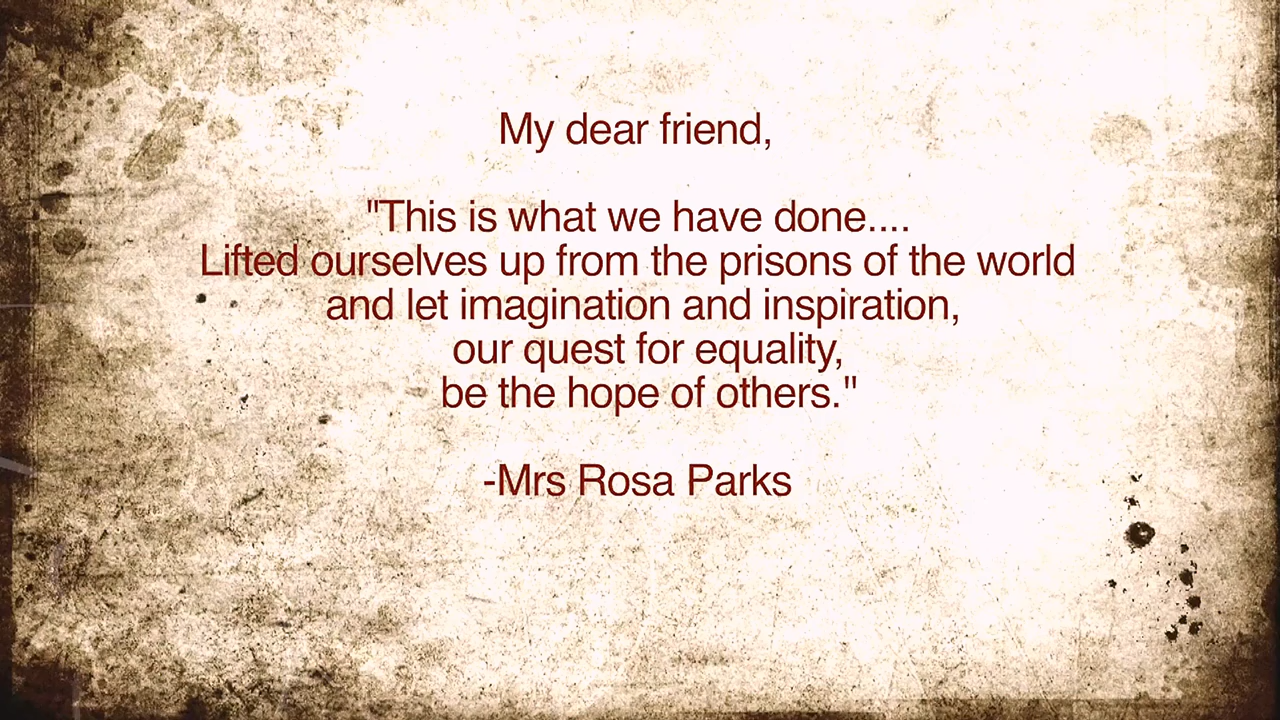 My dear friend,
"This is what we have done....
Lifted ourselves up from the prisons of the world
and let imagination and inspiration,
our quest for equality,
be the hope of others."
-Mrs Rosa Parks